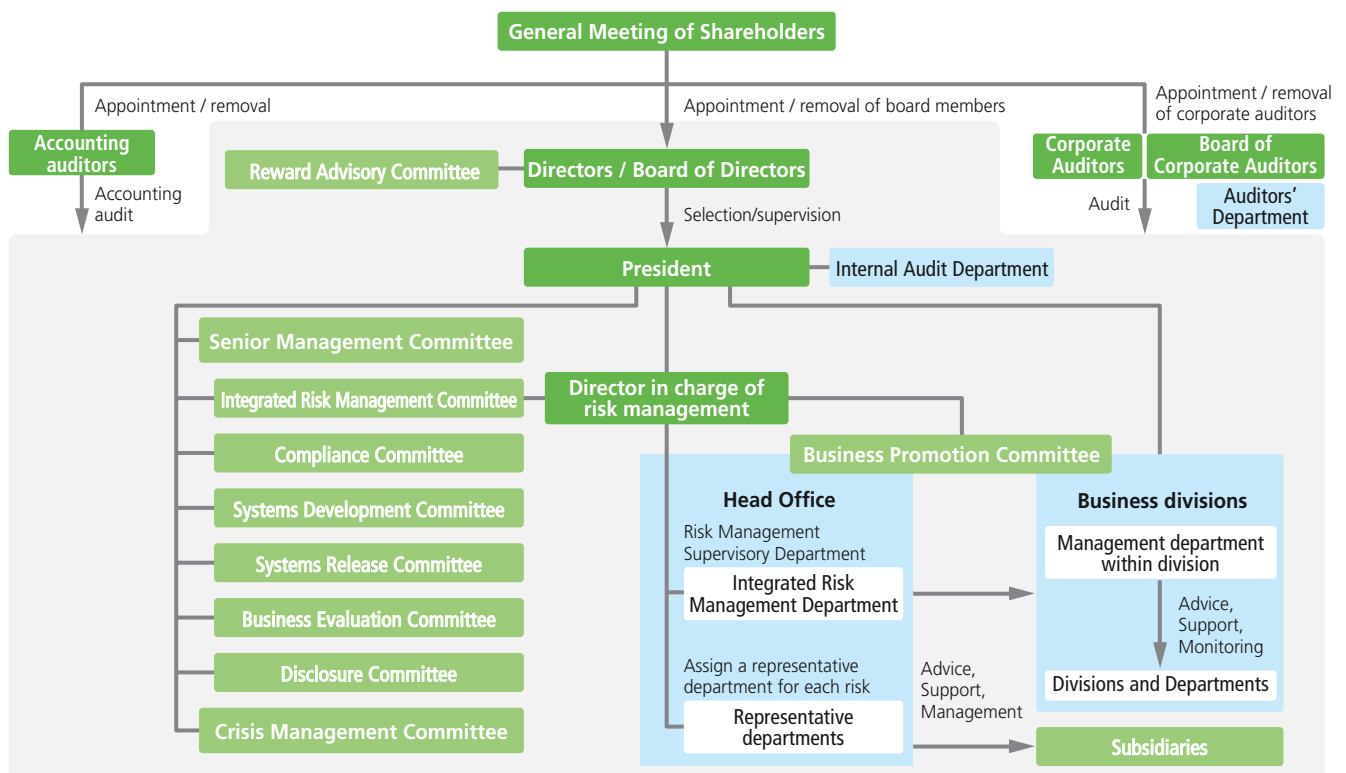 General Meeting of Shareholders
Appointment / removal
Appointment / removal of board members
Appointment / removal
of corporate auditors
Accounting
auditors
Reward Advisory Committee
Directors / Board of Directors
Corporate
Auditors
Board of
Corporate Auditors
Accounting
audit
Selection/supervision
Audit
Auditors'
Department
President
Internal Audit Department
Senior Management Committee
Integrated Risk Management Committee
Director in charge of
risk management
Compliance Committee
Systems Development Committee
Systems Release Committee
Business Evaluation Committee
Disclosure Committee
Crisis Management Committee
Business Promotion Committee
Head Office
Risk Management
Supervisory Department
Integrated Risk
Management Department
Assign a representative
department for each risk
Representative
departments
Advice,
Support,
Management
Business divisions
Management department
within division
Advice,
Support,
Monitoring
Divisions and Departments
Subsidiaries